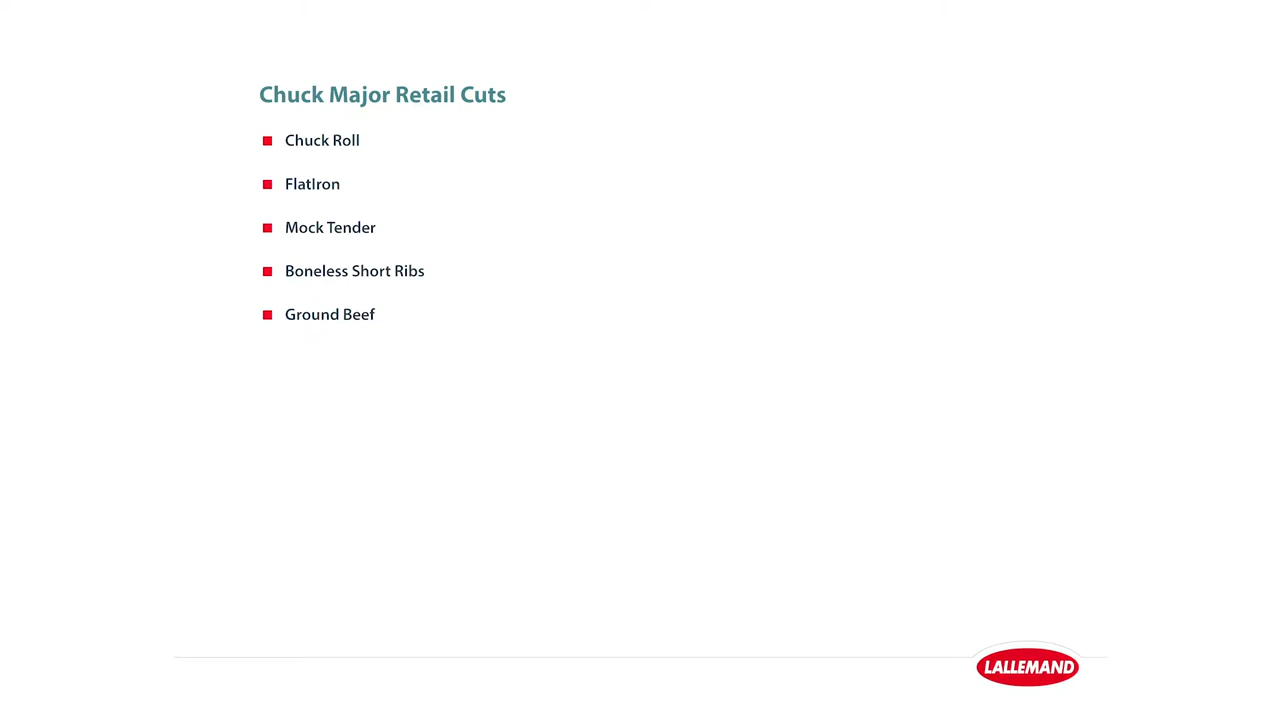 Chuck Major Retail Cuts
Chuck Roll
FlatIron
Mock Tender
Boneless Short Ribs
Ground Beef
LALLEMAND